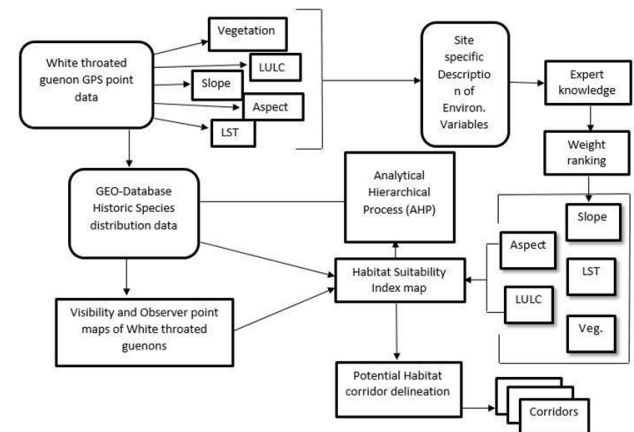 White throated
guenon GPS point
data
Vegetation
LULC
Slope
Aspect
LST
Site
specific
Descriptio
n of
Environ.
Variables
Expert
knowledge
Weight
ranking
GEO-Database
Historic Species
distribution data
Analytical
Hierarchical
Process (AHP)
Slope
Aspect
LST
LULC
Veg.
Habitat Suitability
Index map
Visibility and Observer point
maps of White throated
guenons
Potential Habitat
corridor delineation
Corridors